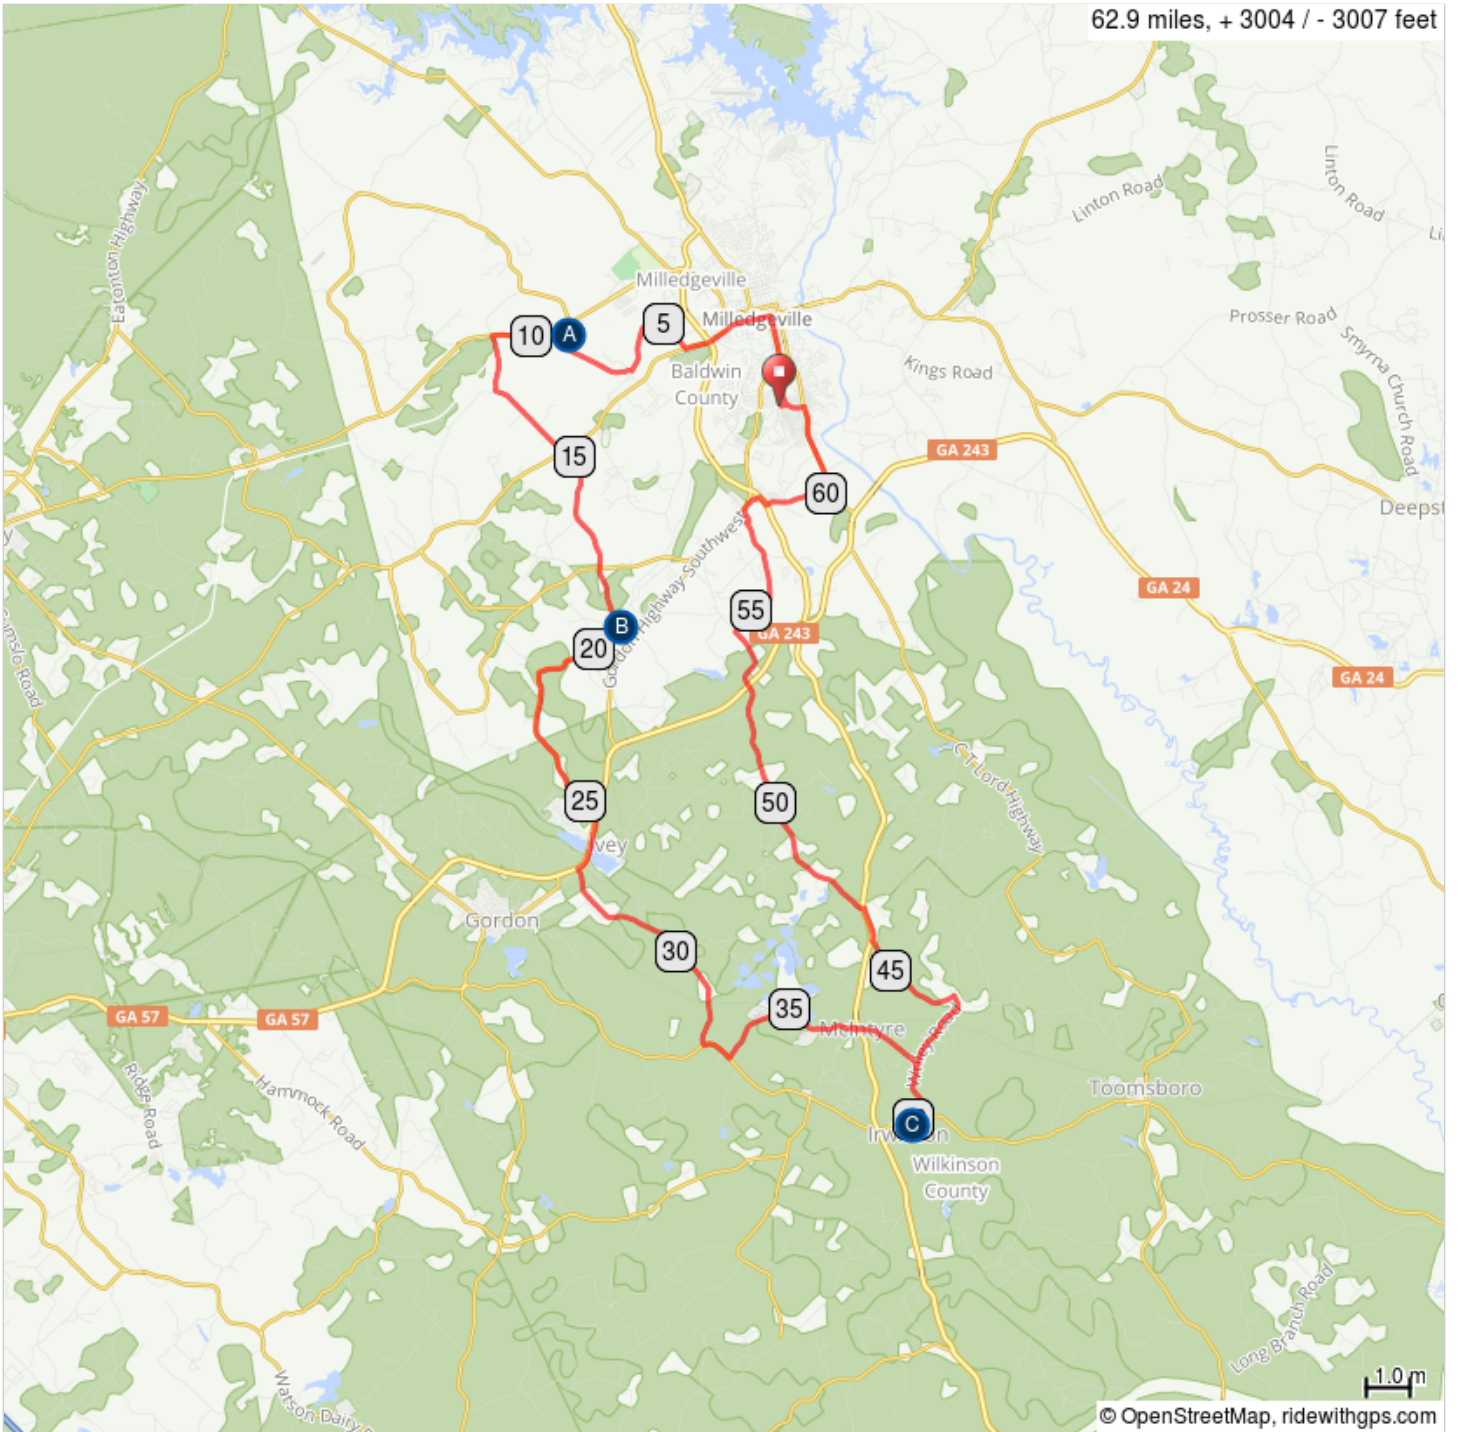 62.9 miles, + 3004 / - 3007 feet
Linton Road
Linton Road
Eatonton Highway
Milledgeville
Milledgeville
Prosser Road
Smyrna Church Road
5
10
A
Baldwin
County
Kings Road
GA 243
15
60
Gordon Highway Southwest
GA 24
55
GA 243
B
20
GA 24
C T Lord Highway
25
50
Ivey
Gordon
30
45
35
McIntyre
GA 57
GA 57
Ridge Road
Hammock Road
Toomsboro
C
Wilkinson
County
Long Branch Road
Watson Dairy
1.0 m
© OpenStreetMap, ridewithgps.com